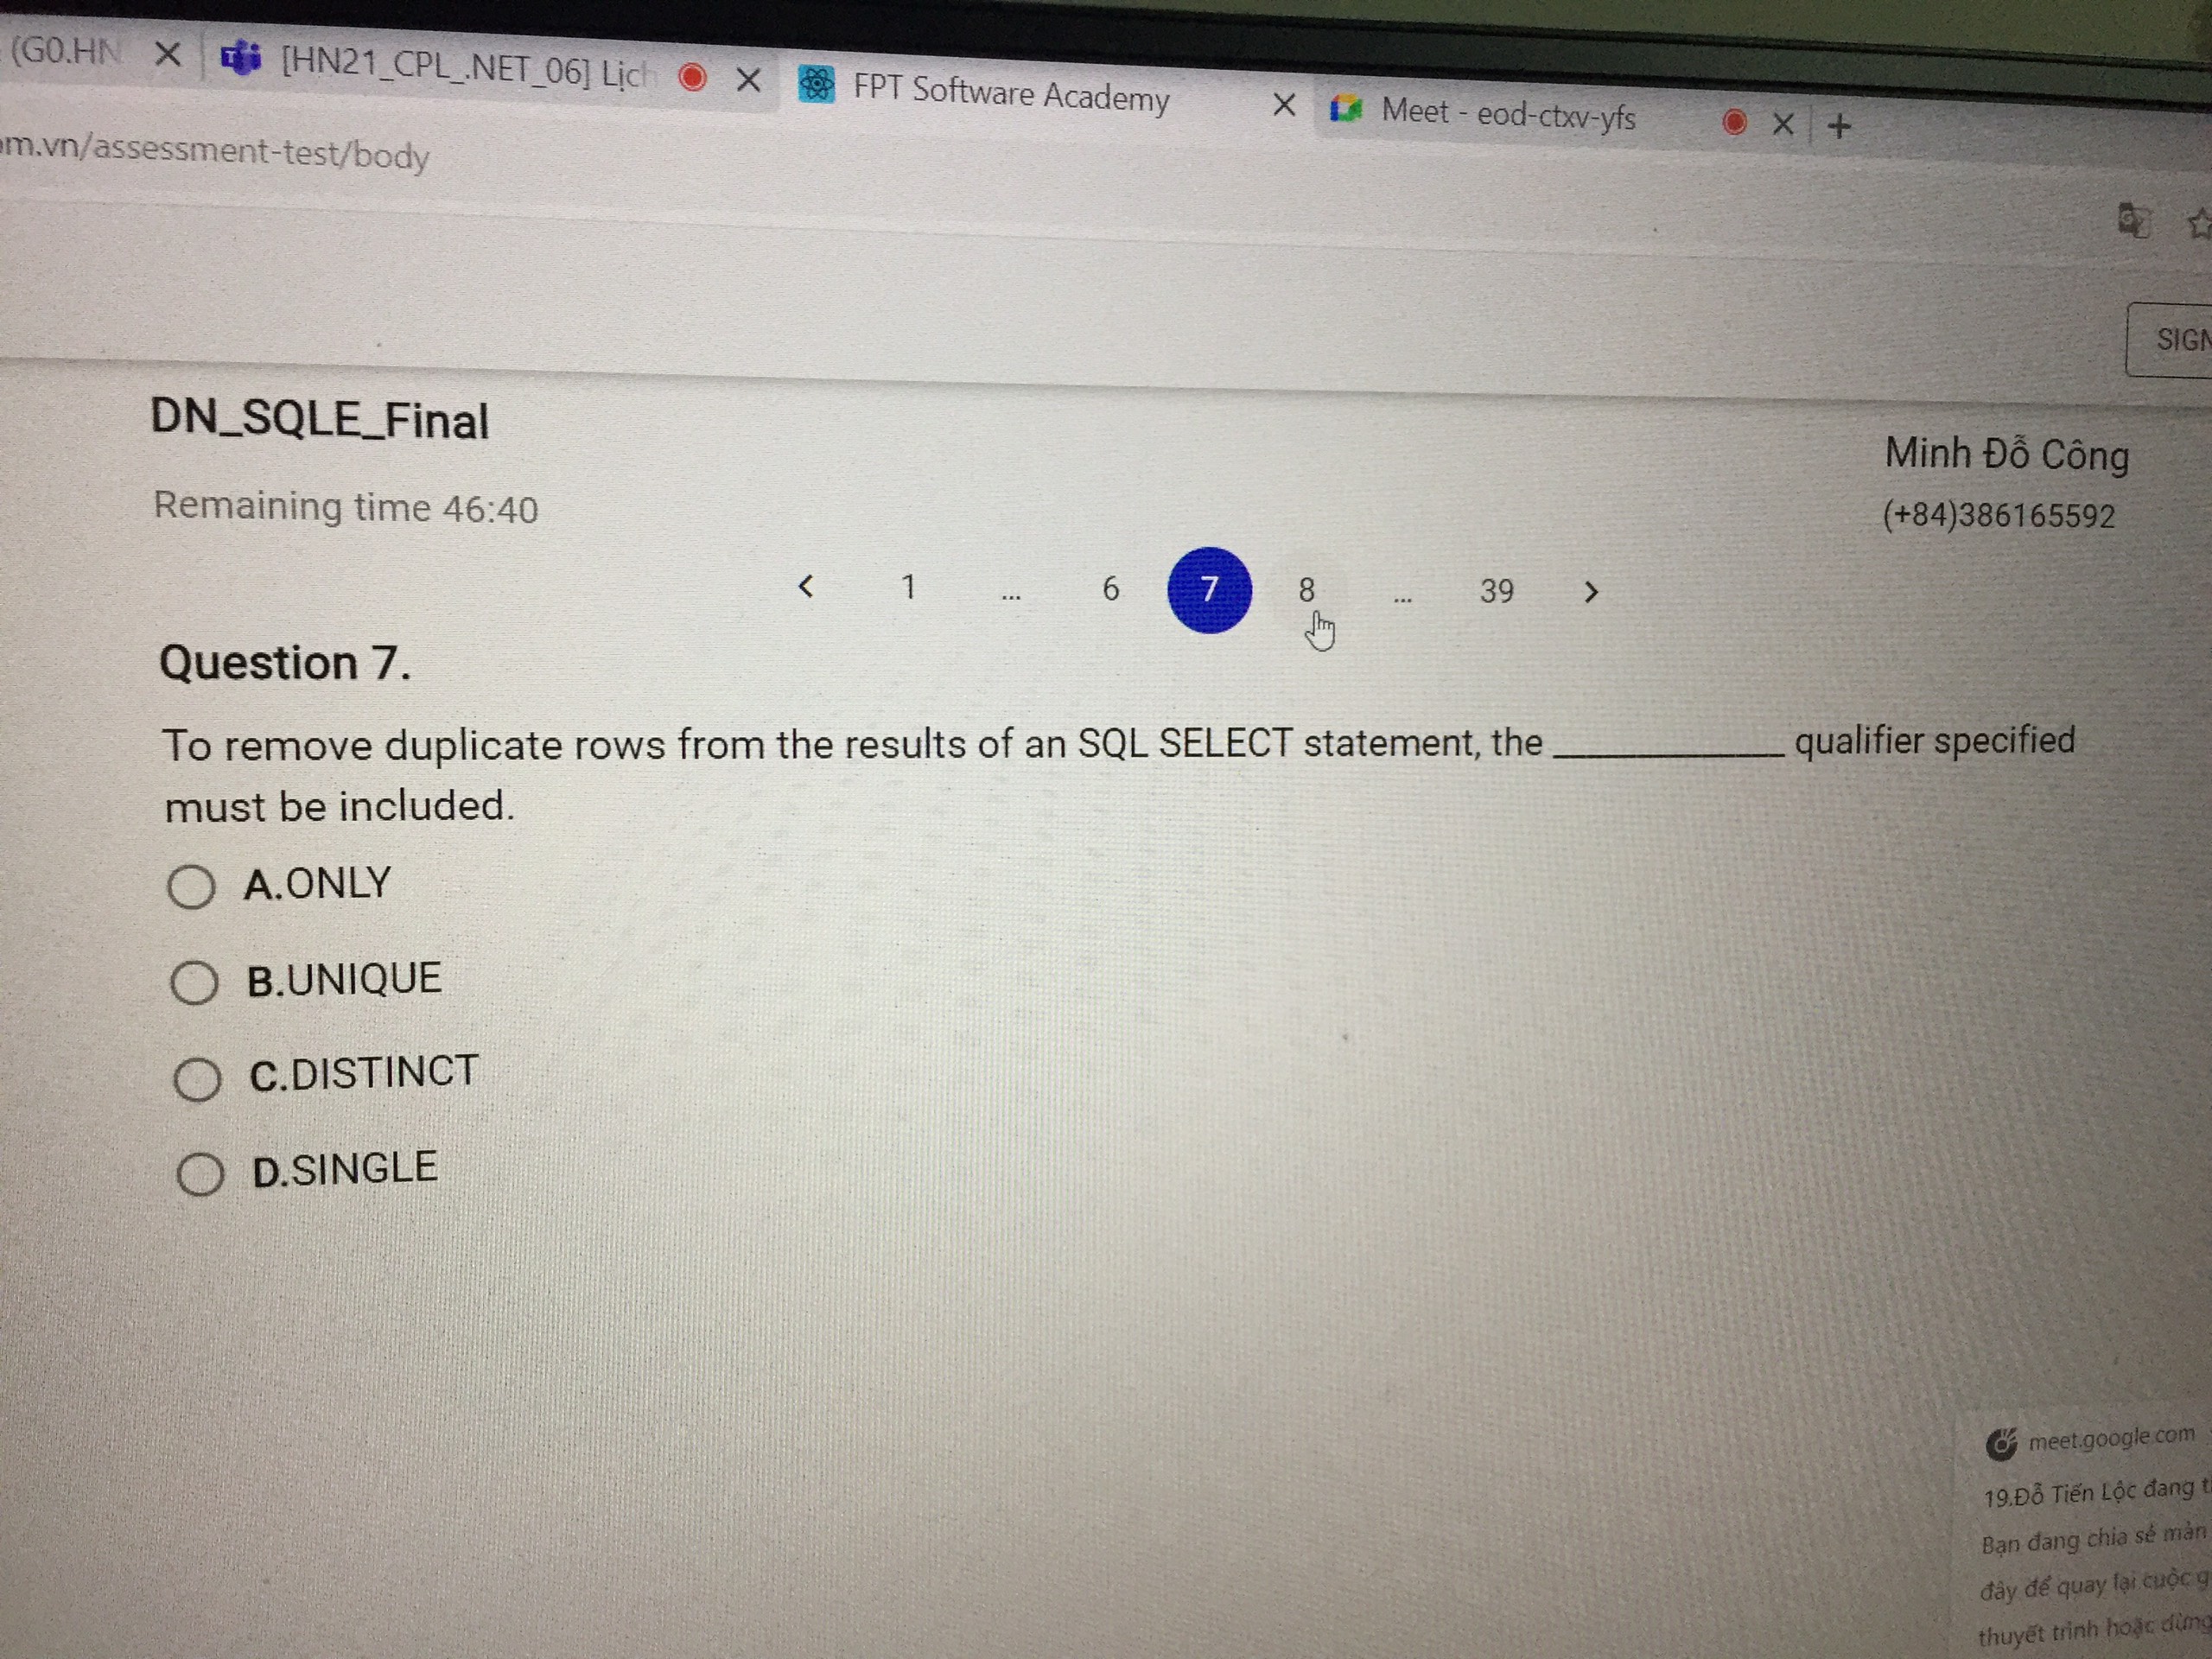 (G0.HN
[HN21_CPL_.NET_06] Lịch
FPT Software Academy
Meet - eod-ctxv-yfs
m.vn/assessment-test/body
SIGN
DN_SQLE_Final
Minh Đỗ Công
Remaining time 46:40
(+84)386165592
< 1 ... 6 7 8 ... 39 >
Question 7.
To remove duplicate rows from the results of an SQL SELECT statement, the ____________ qualifier specified
must be included.
A.ONLY
B.UNIQUE
C.DISTINCT
D.SINGLE
meet.google.com
19.Đỗ Tiến Lộc đang
Bạn đang chia sẻ màn
đây để quay lại cuộc g
thuyết trình hoặc dừng